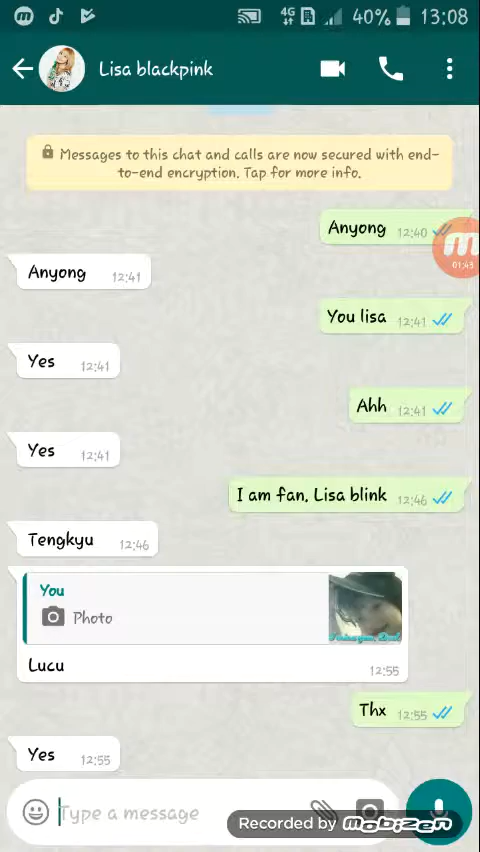 4G 40% 13:08
Lisa blackpink
Messages to this chat and calls are now secured with end-
to-end encryption. Tap for more info.
Anyong 12:40
01:43
Anyong 12:41
You lisa 12:41
Yes 12:41
Ahh 12:41
Yes 12:41
I am fan. Lisa blink 12:46
Tengkyu 12:46
You
Photo
Lucu 12:55
Thx 12:55
Yes 12:55
Type a message
Recorded by mobizen